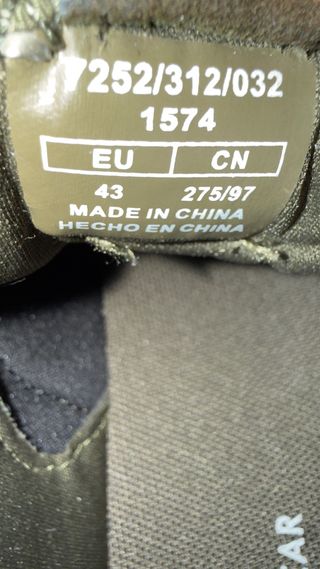 7252/312/032
1574
EU CN
43 275/97
MADE IN CHINA
HECHO EN CHINA